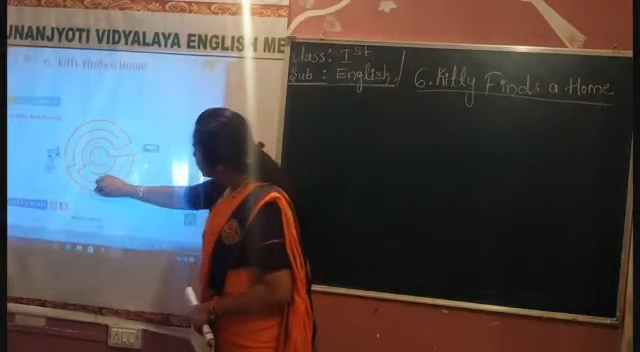 UNANJYOTI VIDYALAYA ENGLISH ME
6. Kitty Finds a Home
Class: Ist
Sub : English
6. Kitty Finds a Home